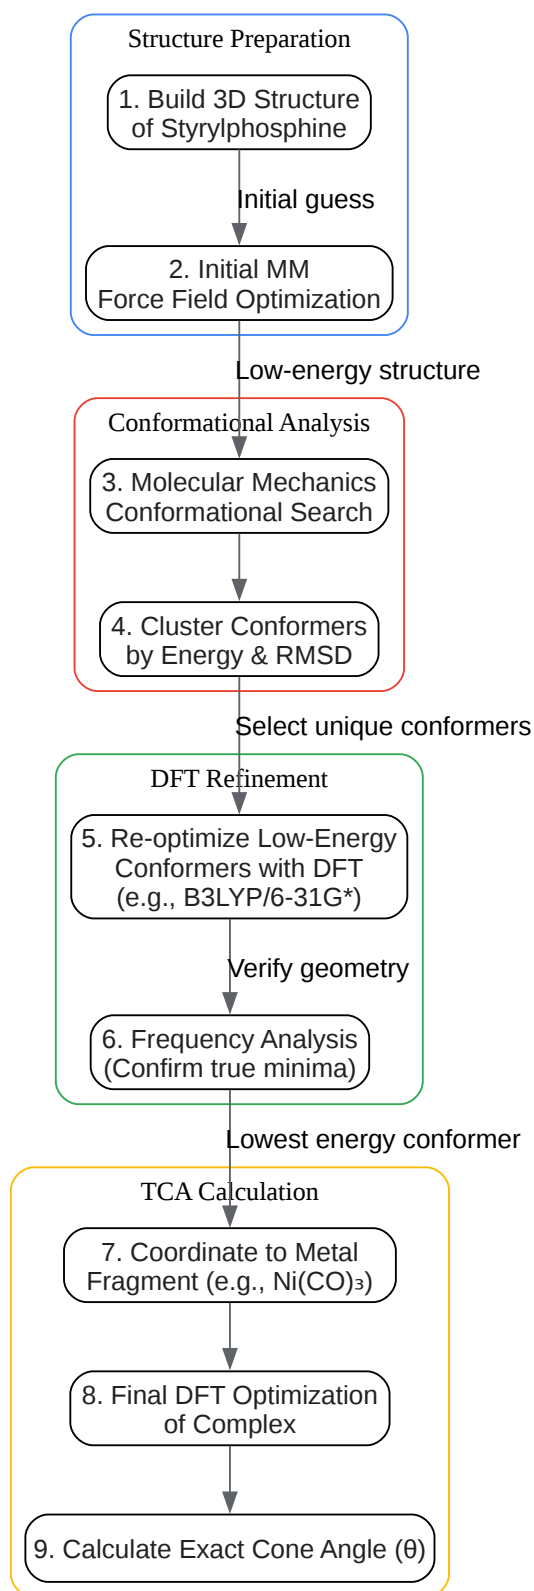 Structure Preparation
1. Build 3D Structure
of Styrylphosphine
Initial guess
2. Initial MM
Force Field Optimization
Low-energy structure
Conformational Analysis
3. Molecular Mechanics
Conformational Search
4. Cluster Conformers
by Energy & RMSD
Select unique conformers
DFT Refinement
5. Re-optimize Low-Energy
Conformers with DFT
(e.g., B3LYP/6-31G*)
Verify geometry
6. Frequency Analysis
(Confirm true minima)
Lowest energy conformer
TCA Calculation
7. Coordinate to Metal
Fragment (e.g., Ni(CO)₃)
8. Final DFT Optimization
of Complex
9. Calculate Exact Cone Angle (θ)